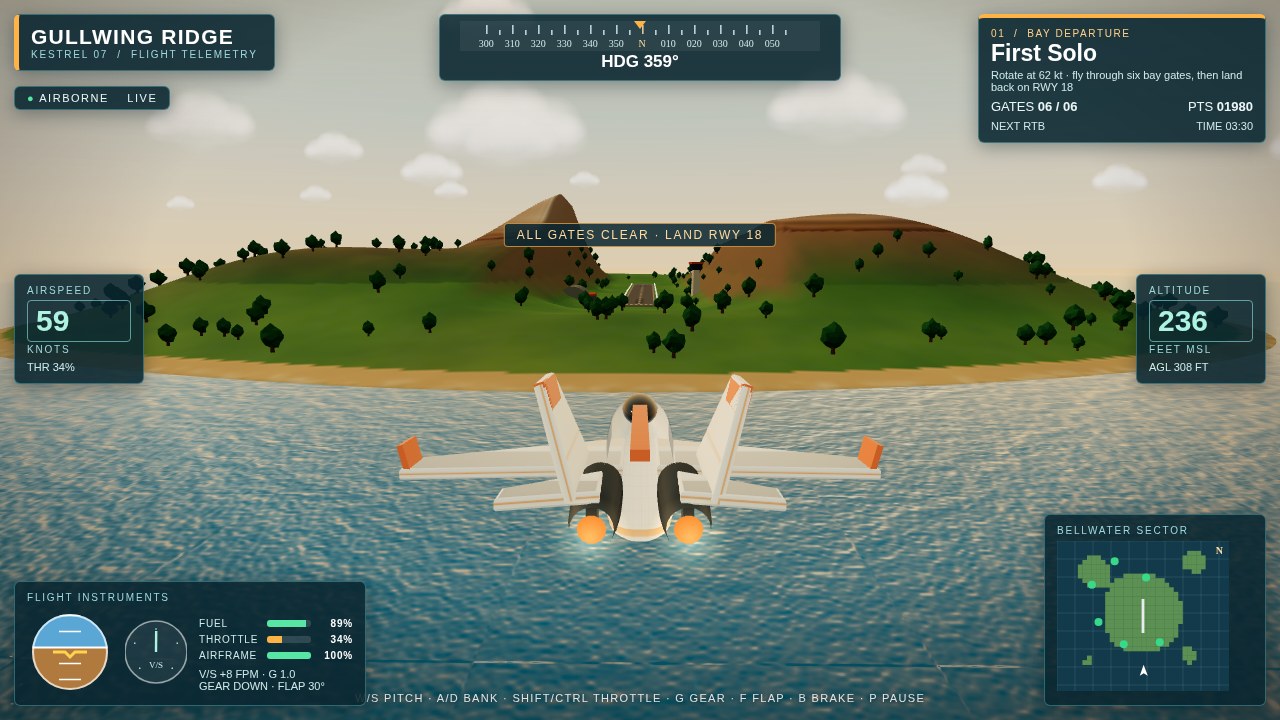 GULLWING RIDGE
KESTREL 07 / FLIGHT TELEMETRY
● AIRBORNE LIVE
300 310 320 330 340 350 N 010 020 030 040 050
HDG 359°
01 / BAY DEPARTURE
First Solo
Rotate at 62 kt · fly through six bay gates, then land
back on RWY 18
GATES 06 / 06 PTS 01980
NEXT RTB TIME 03:30
ALL GATES CLEAR · LAND RWY 18
AIRSPEED
59
KNOTS
THR 34%
ALTITUDE
236
FEET MSL
AGL 308 FT
FLIGHT INSTRUMENTS
V/S
FUEL 89%
THROTTLE 34%
AIRFRAME 100%
V/S +8 FPM · G 1.0
GEAR DOWN · FLAP 30°
W/S PITCH · A/D BANK · SHIFT/CTRL THROTTLE · G GEAR · F FLAP · B BRAKE · P PAUSE
BELLWATER SECTOR
N